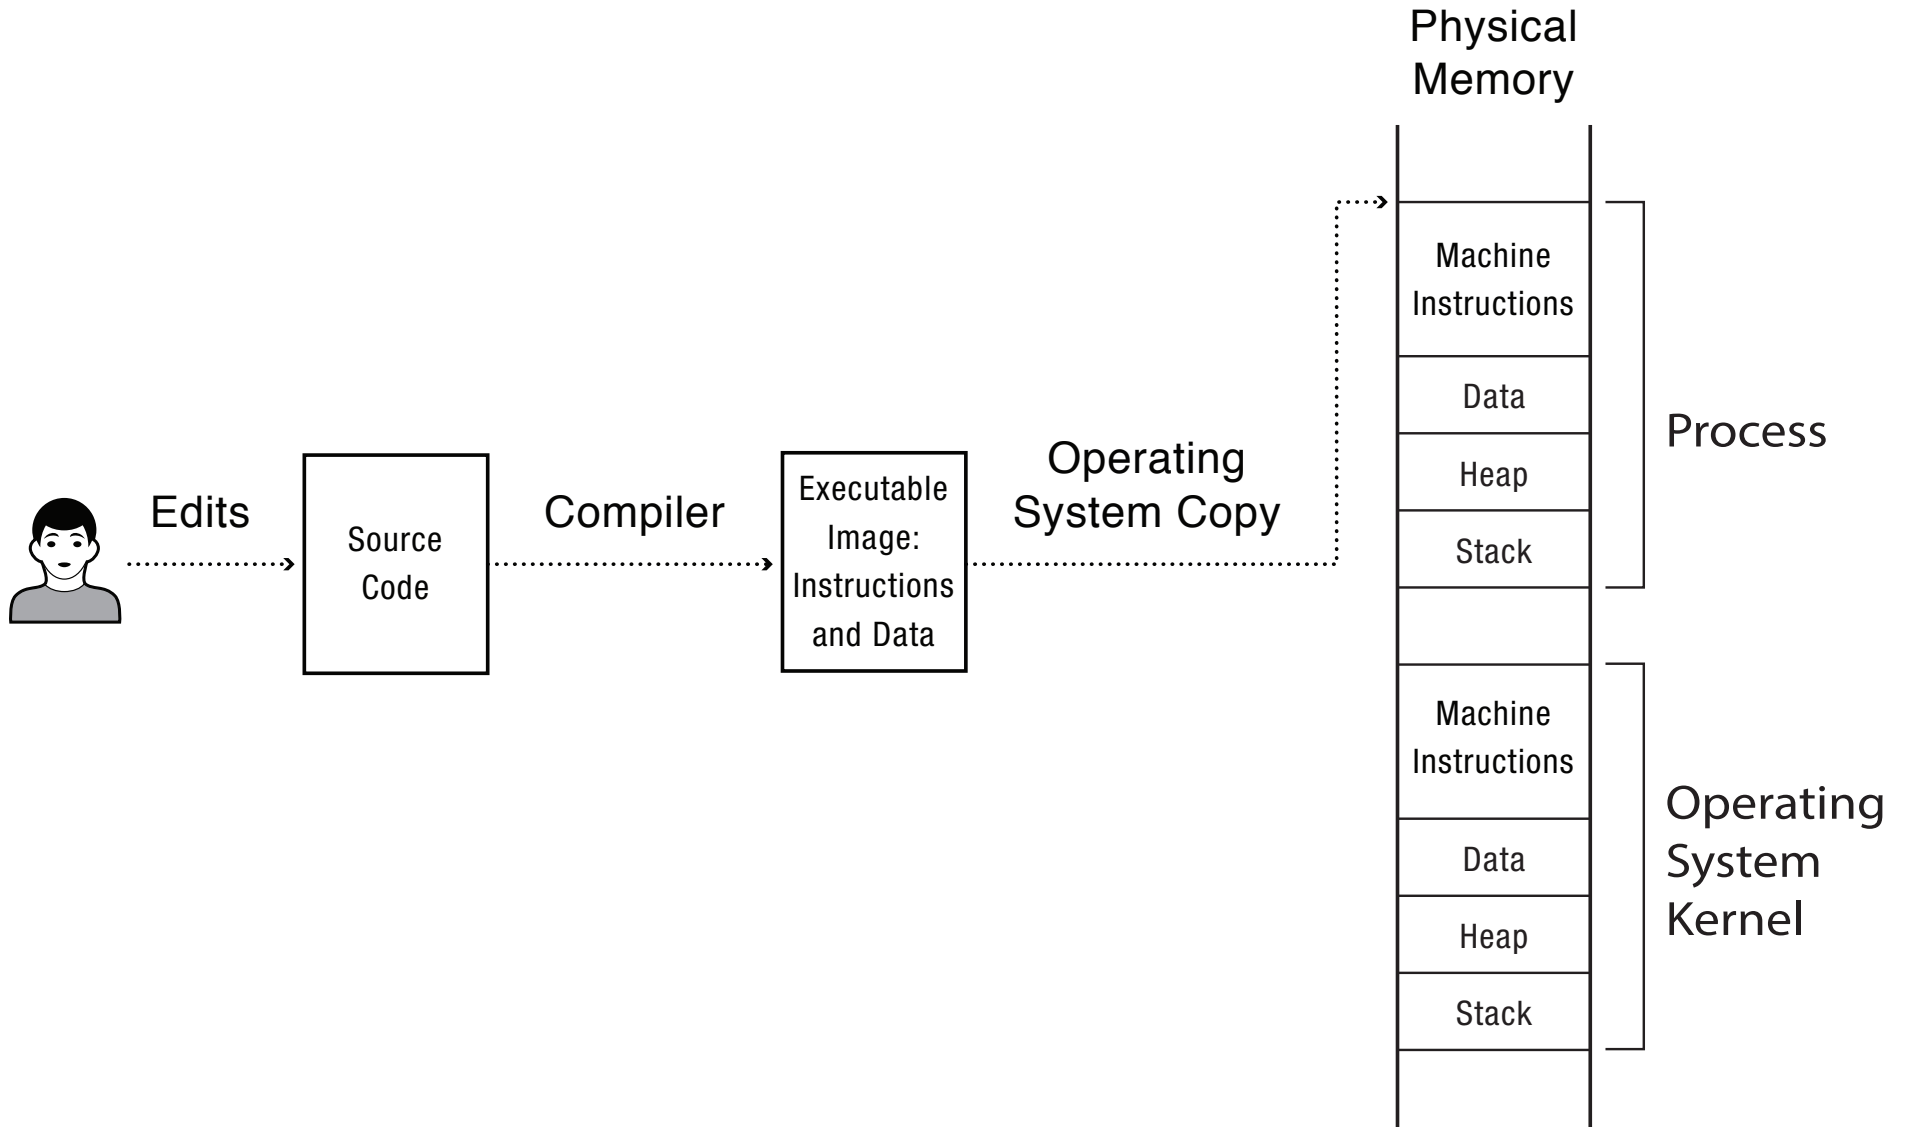 Physical
Memory
Edits
Source
Code
Compiler
Executable
Image:
Instructions
and Data
Operating
System Copy
Machine
Instructions
Data
Heap
Stack
Process
Machine
Instructions
Data
Heap
Stack
Operating
System
Kernel